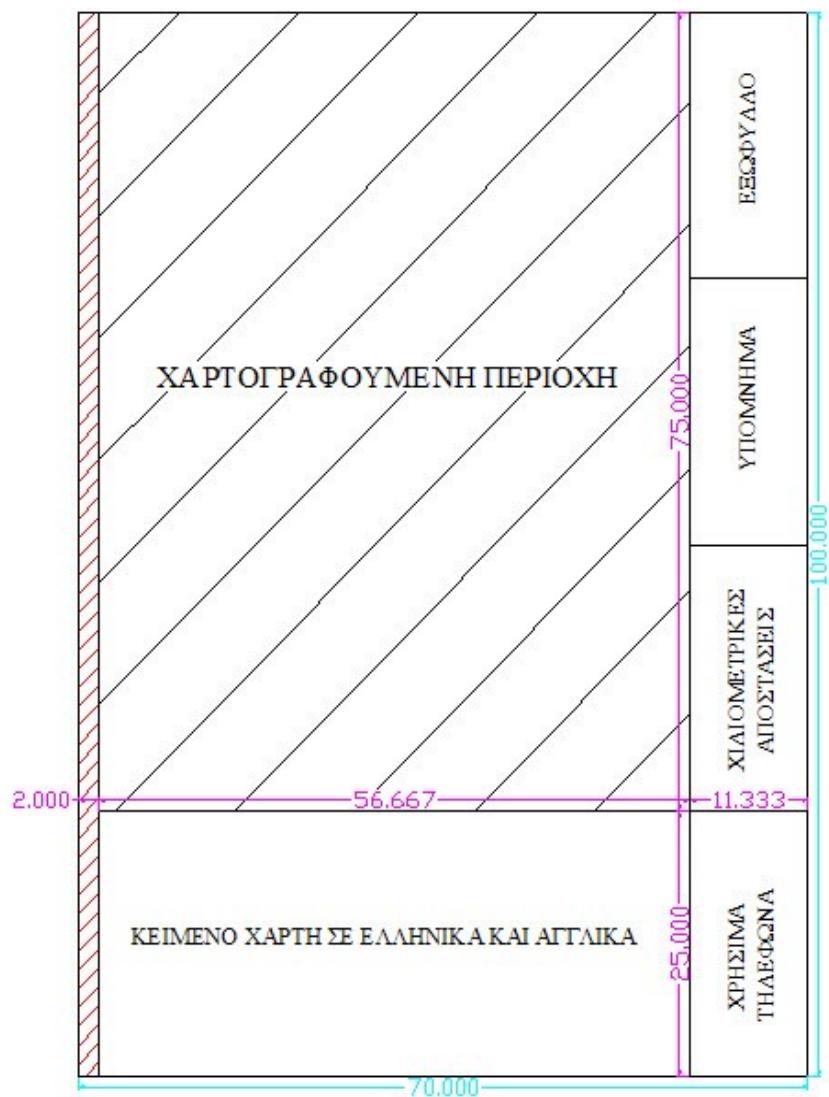 ΕΞΩΦΥΛΛΟ
ΧΑΡΤΟΓΡΑΦΟΥΜΕΝΗ ΠΕΡΙΟΧΗ
75.000
ΥΠΟΜΝΗΜΑ
100.000
ΧΙΛΙΟΜΕΤΡΙΚΕΣ
ΑΠΟΣΤΑΣΕΙΣ
2.000
56.667
11.333
ΚΕΙΜΕΝΟ ΧΑΡΤΗ ΣΕ ΕΛΛΗΝΙΚΑ ΚΑΙ ΑΓΓΛΙΚΑ
25.000
ΧΡΗΣΙΜΑ
ΤΗΛΕΦΩΝΑ
70.000